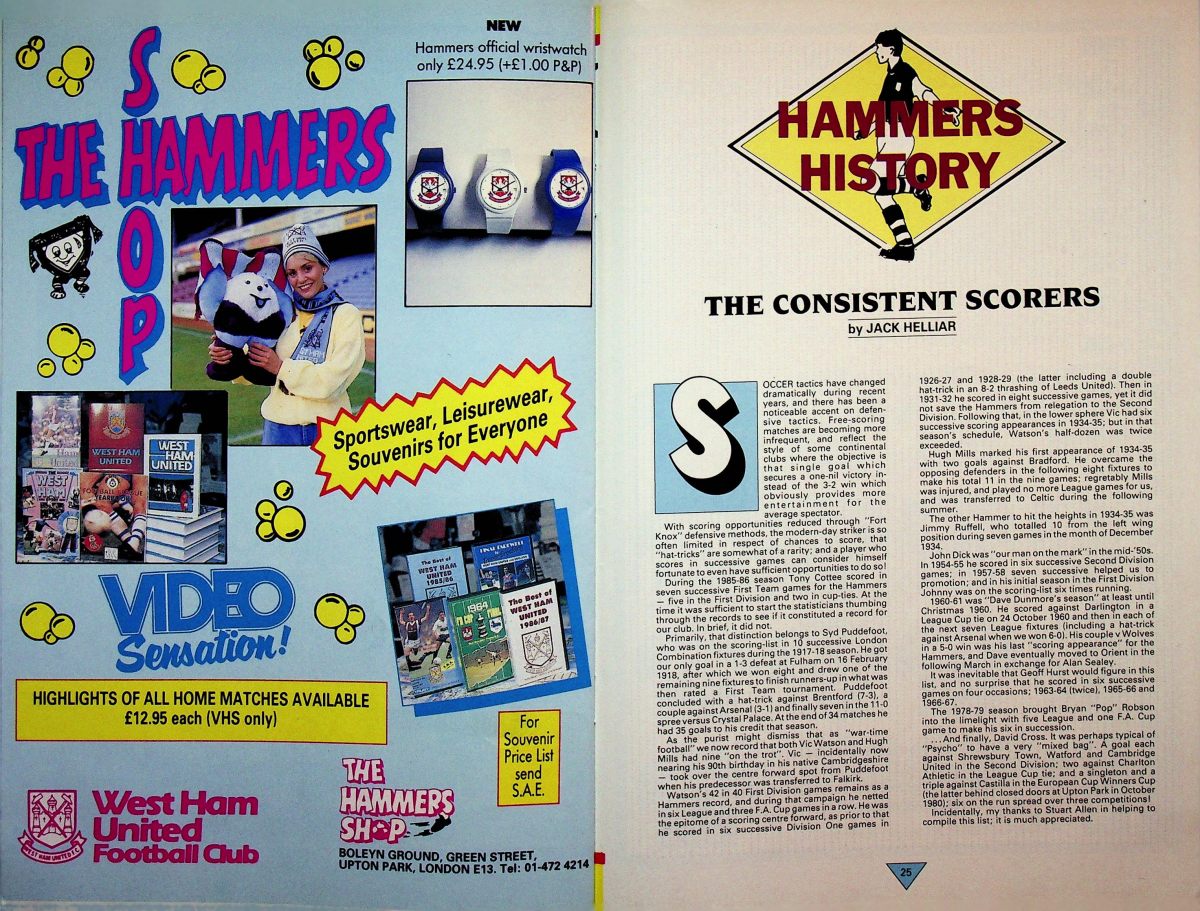 NEW
Hammers official wristwatch
only £24.95 (+£1.00 P&P)
THE HAMMERS
SHOP
WEST HAM
UNITED
WEST HAM
UNITED
WEST
HAM
FOOTBALL LEAGUE
YEARBOOK
Sportswear, Leisurewear,
Souvenirs for Everyone
The Best of
WEST HAM
UNITED
1985/86
FINAL FAREWELL
1964
The Best of
WEST HAM
UNITED
1986/87
VIDEO
Sensation!
HIGHLIGHTS OF ALL HOME MATCHES AVAILABLE
£12.95 each (VHS only)
For
Souvenir
Price List
send
S.A.E.
WEST HAM UNITED F.C.
West Ham
United
Football Club
THE
HAMMERS
SHOP
BOLEYN GROUND, GREEN STREET,
UPTON PARK, LONDON E13. Tel: 01-472 4214
HAMMERS
HISTORY
THE CONSISTENT SCORERS
by JACK HELLIAR
SOCCER tactics have changed
dramatically during recent
years, and there has been a
noticeable accent on defen-
sive tactics. Free-scoring
matches are becoming more
infrequent, and reflect the
style of some continental
clubs where the objective is
that single goal which
secures a one-nil victory in-
stead of the 3-2 win which
obviously provides more
entertainment for the
average spectator.
With scoring opportunities reduced through "Fort
Knox" defensive methods, the modern-day striker is so
often limited in respect of chances to score, that
"hat-tricks" are somewhat of a rarity; and a player who
scores in successive games can consider himself
fortunate to even have sufficient opportunities to do so!
During the 1985-86 season Tony Cottee scored in
seven successive First Team games for the Hammers
— five in the First Division and two in cup-ties. At the
time it was sufficient to start the statisticians thumbing
through the records to see if it constituted a record for
our club. In brief, it did not.
Primarily, that distinction belongs to Syd Puddefoot,
who was on the scoring-list in 10 successive London
Combination fixtures during the 1917-18 season. He got
our only goal in a 1-3 defeat at Fulham on 16 February
1918, after which we won eight and drew one of the
remaining nine fixtures to finish runners-up in what was
then rated a First Team tournament. Puddefoot
concluded with a hat-trick against Brentford (7-3), a
couple against Arsenal (3-1) and finally seven in the 11-0
spree versus Crystal Palace. At the end of 34 matches he
had 35 goals to his credit that season.
As the purist might dismiss that as "war-time
football" we now record that both Vic Watson and Hugh
Mills had nine "on the trot". Vic — incidentally now
nearing his 90th birthday in his native Cambridgeshire
— took over the centre forward spot from Puddefoot
when his predecessor was transferred to Falkirk.
Watson's 42 in 40 First Division games remains as a
Hammers record, and during that campaign he netted
in six League and three F.A. Cup games in a row. He was
the epitome of a scoring centre forward, as prior to that
he scored in six successive Division One games in
1926-27 and 1928-29 (the latter including a double
hat-trick in an 8-2 thrashing of Leeds United). Then in
1931-32 he scored in eight successive games, yet it did
not save the Hammers from relegation to the Second
Division. Following that, in the lower sphere Vic had six
successive scoring appearances in 1934-35; but in that
season's schedule, Watson's half-dozen was twice
exceeded.
Hugh Mills marked his first appearance of 1934-35
with two goals against Bradford. He overcame the
opposing defenders in the following eight fixtures to
make his total 11 in the nine games; regretably Mills
was injured, and played no more League games for us,
and was transferred to Celtic during the following
summer.
The other Hammer to hit the heights in 1934-35 was
Jimmy Ruffell, who totalled 10 from the left wing
position during seven games in the month of December
1934.
John Dick was "our man on the mark" in the mid-'50s.
In 1954-55 he scored in six successive Second Division
games; in 1957-58 seven successive helped us to
promotion; and in his initial season in the First Division
Johnny was on the scoring-list six times running.
1960-61 was "Dave Dunmore's season" at least until
Christmas 1960. He scored against Darlington in a
League Cup tie on 24 October 1960 and then in each of
the next seven League fixtures (including a hat-trick
against Arsenal when we won 6-0). His couple v Wolves
in a 5-0 win was his last "scoring appearance" for the
Hammers, and Dave eventually moved to Orient in the
following March in exchange for Alan Sealey.
It was inevitable that Geoff Hurst would figure in this
list, and no surprise that he scored in six successive
games on four occasions; 1963-64 (twice), 1965-66 and
1966-67.
The 1978-79 season brought Bryan "Pop" Robson
into the limelight with five League and one F.A. Cup
game to make his six in succession.
. . .And finally, David Cross. It was perhaps typical of
"Psycho" to have a very "mixed bag". A goal each
against Shrewsbury Town, Watford and Cambridge
United in the Second Division; two against Charlton
Athletic in the League Cup tie; and a singleton and a
triple against Castilla in the European Cup Winners Cup
(the latter behind closed doors at Upton Park in October
1980); six on the run spread over three competitions!
Incidentally, my thanks to Stuart Allen in helping to
compile this list; it is much appreciated.
25